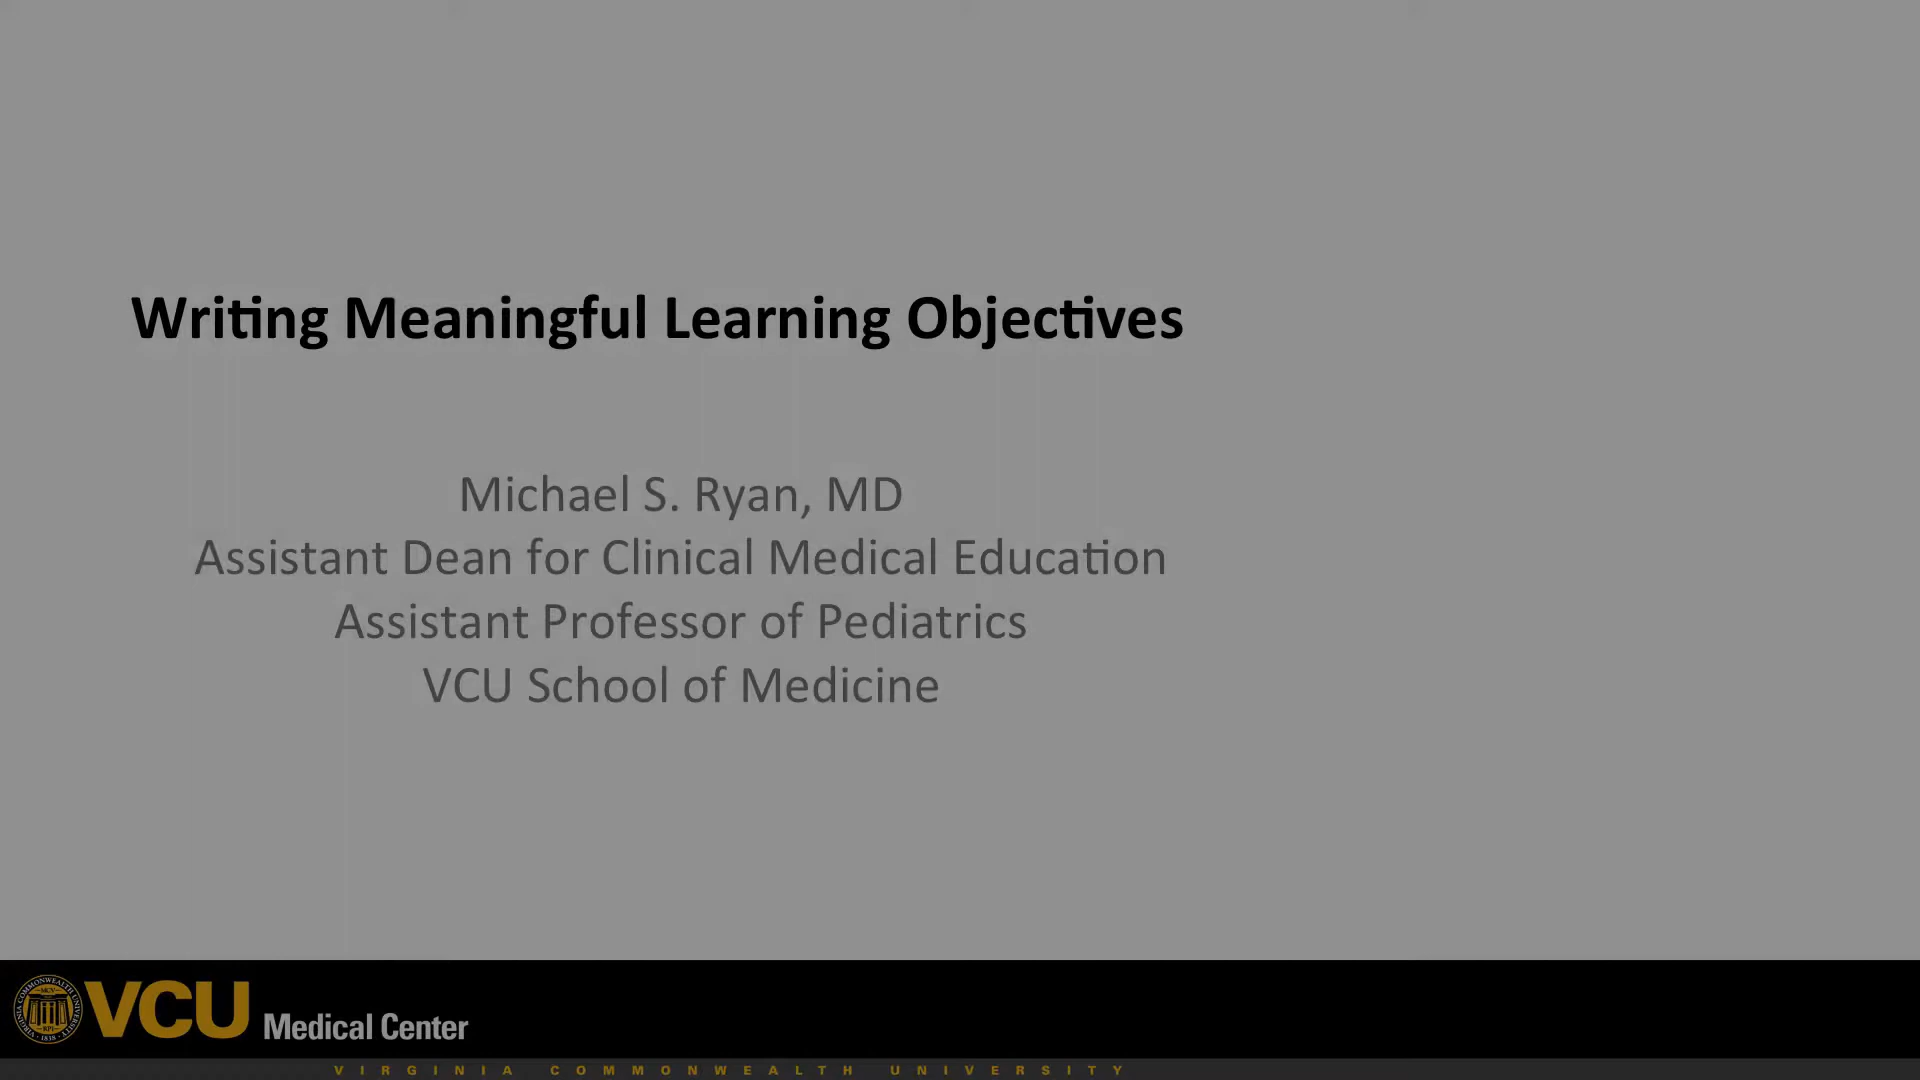 Writing Meaningful Learning Objectives
Michael S. Ryan, MD
Assistant Dean for Clinical Medical Education
Assistant Professor of Pediatrics
VCU School of Medicine
VCU Medical Center
VIRGINIA COMMONWEALTH UNIVERSITY